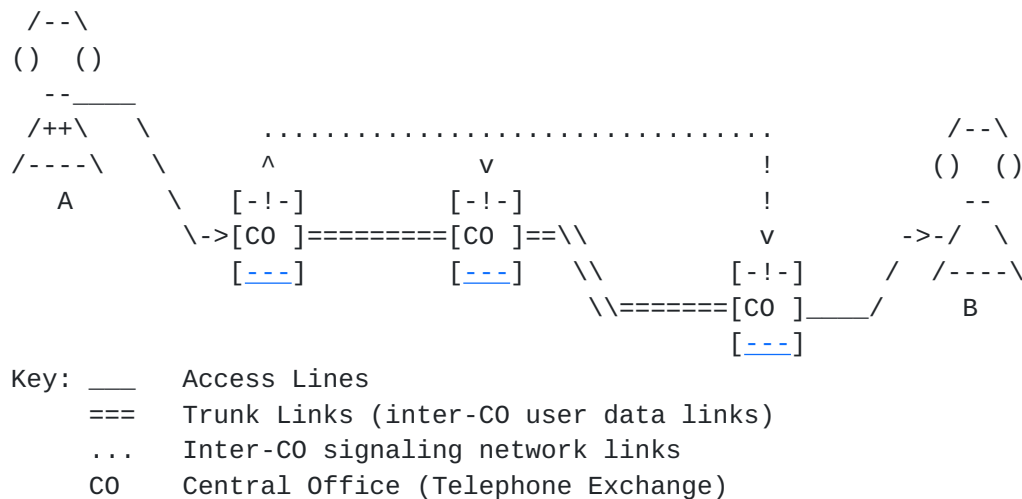 /--\
()  ()
  --____
 /++\   \       ..................................            /--\
/----\   \      ^              v                  !          ()  ()
   A      \   [-!-]          [-!-]                !            --
           \->[CO ]=========[CO ]==\\             v        ->-/  \
              [---]          [---]   \\         [-!-]     /  /----\
                                      \\=======[CO ]____/     B
                                                [---]
Key: ___   Access Lines
     ===   Trunk Links (inter-CO user data links)
     ...   Inter-CO signaling network links
     CO    Central Office (Telephone Exchange)